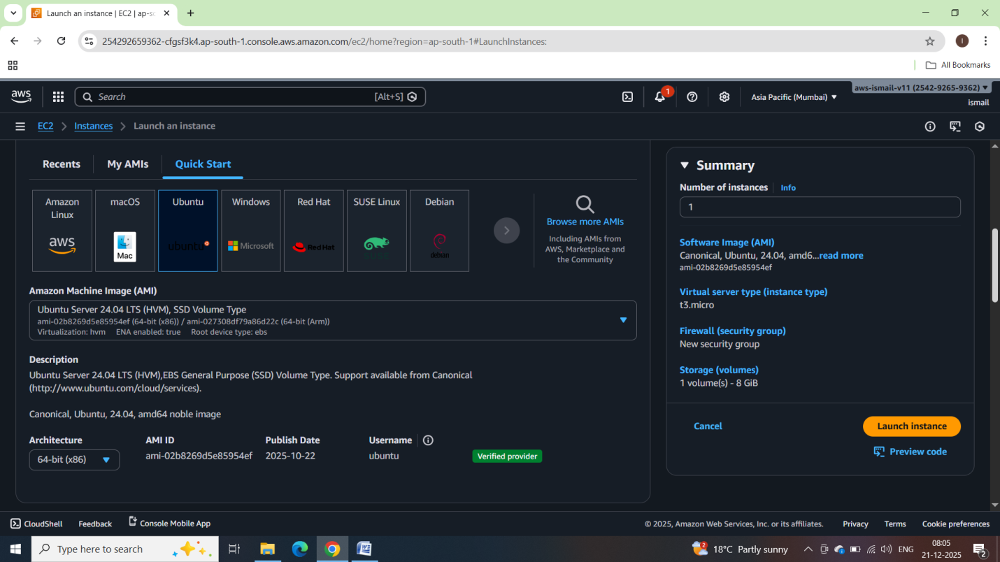 Launch an instance | EC2 | ap-sc
254292659362-cfgsf3k4.ap-south-1.console.aws.amazon.com/ec2/home?region=ap-south-1#LaunchInstances:
I
All Bookmarks
aws
Search
[Alt+S]
1
Asia Pacific (Mumbai)
aws-ismail-v11 (2542-9265-9362)
ismail
EC2
Instances
Launch an instance
Recents
My AMIs
Quick Start
Amazon
Linux
aws
macOS
Mac
Ubuntu
ubuntu
Windows
Microsoft
Red Hat
Red Hat
SUSE Linux
Debian
debian
Browse more AMIs
Including AMIs from
AWS, Marketplace and
the Community
Amazon Machine Image (AMI)
Ubuntu Server 24.04 LTS (HVM), SSD Volume Type
ami-02b8269d5e85954ef (64-bit (x86)) / ami-027308df79a86d22c (64-bit (Arm))
Virtualization: hvm ENA enabled: true Root device type: ebs
Description
Ubuntu Server 24.04 LTS (HVM),EBS General Purpose (SSD) Volume Type. Support available from Canonical
(http://www.ubuntu.com/cloud/services).
Canonical, Ubuntu, 24.04, amd64 noble image
Architecture
64-bit (x86)
AMI ID
ami-02b8269d5e85954ef
Publish Date
2025-10-22
Username
ubuntu
Verified provider
Summary
Number of instances
Info
1
Software Image (AMI)
Canonical, Ubuntu, 24.04, amd6...read more
ami-02b8269d5e85954ef
Virtual server type (instance type)
t3.micro
Firewall (security group)
New security group
Storage (volumes)
1 volume(s) - 8 GiB
Cancel
Launch instance
Preview code
CloudShell
Feedback
Console Mobile App
© 2025, Amazon Web Services, Inc. or its affiliates.
Privacy
Terms
Cookie preferences
Type here to search
2
18°C Partly sunny
ENG
08:05
21-12-2025
2